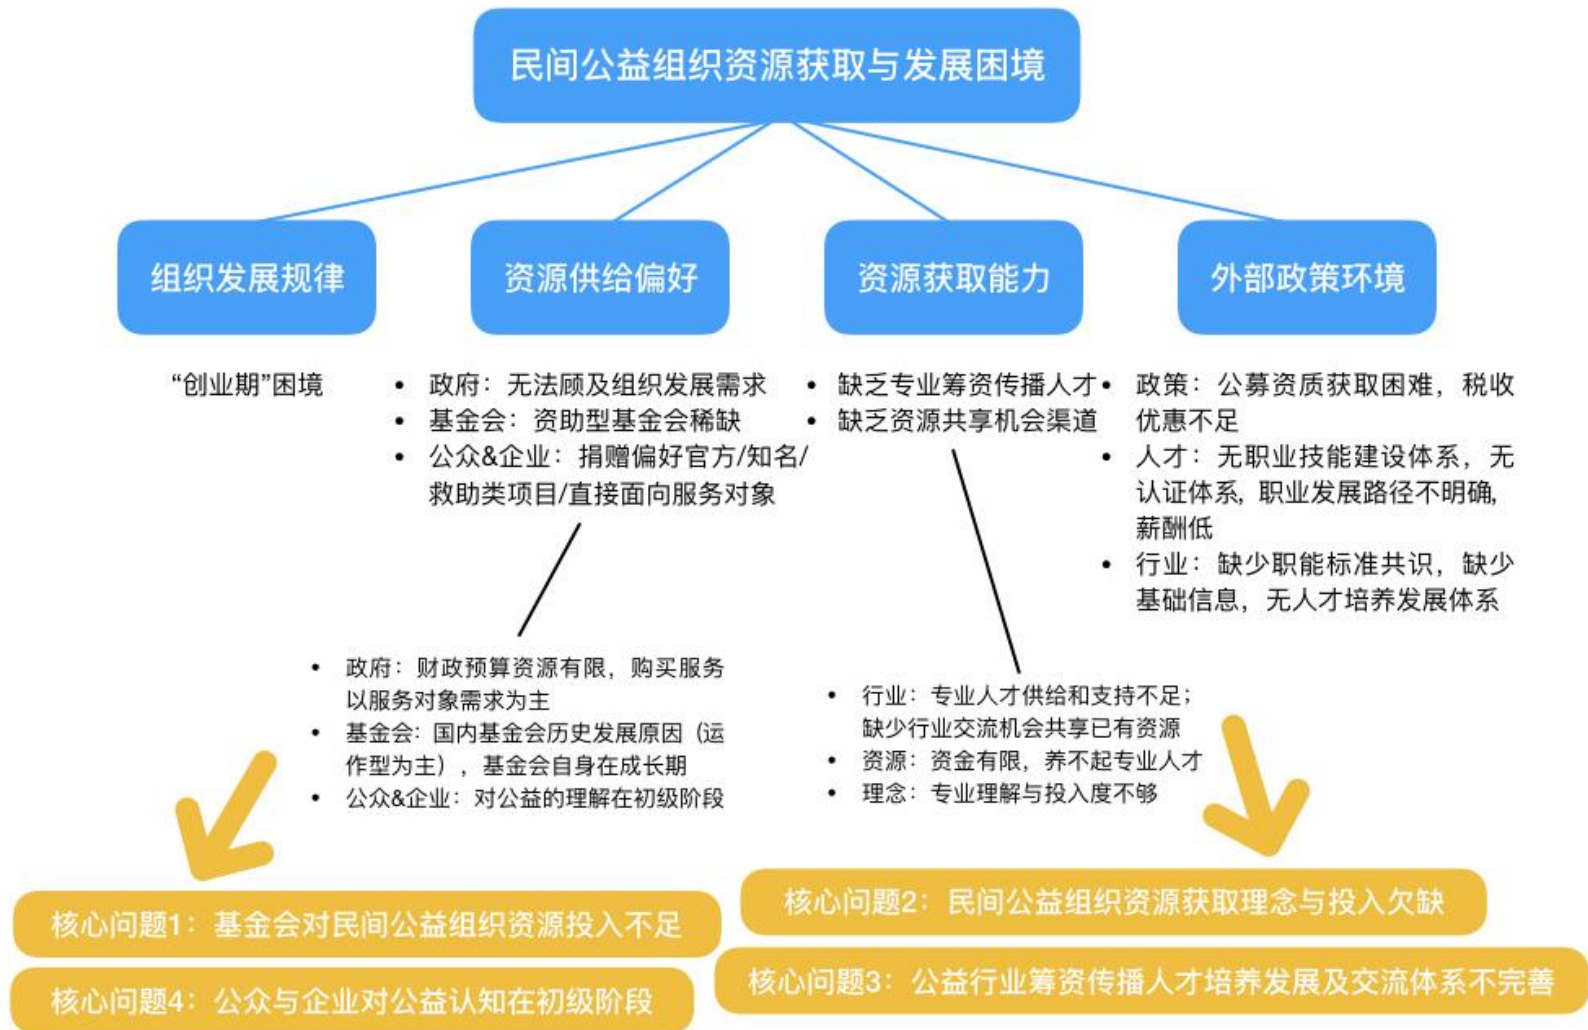 民间公益组织资源获取与发展困境
组织发展规律
资源供给偏好
资源获取能力
外部政策环境
“创业期”困境
• 政府：无法顾及组织发展需求
• 基金会：资助型基金会稀缺
• 公众&企业：捐赠偏好官方/知名/
救助类项目/直接面向服务对象
• 缺乏专业筹资传播人才
• 缺乏资源共享机会渠道
• 政策：公募资质获取困难，税收
优惠不足
• 人才：无职业技能建设体系，无
认证体系, 职业发展路径不明确,
薪酬低
• 行业：缺少职能标准共识，缺少
基础信息，无人才培养发展体系
• 政府：财政预算资源有限，购买服务
以服务对象需求为主
• 基金会: 国内基金会历史发展原因（运
作型为主），基金会自身在成长期
• 公众&企业：对公益的理解在初级阶段
• 行业：专业人才供给和支持不足；
缺少行业交流机会共享已有资源
• 资源：资金有限，养不起专业人才
• 理念：专业理解与投入度不够
核心问题1：基金会对民间公益组织资源投入不足
核心问题2：民间公益组织资源获取理念与投入欠缺
核心问题4：公众与企业对公益认知在初级阶段
核心问题3：公益行业筹资传播人才培养发展及交流体系不完善